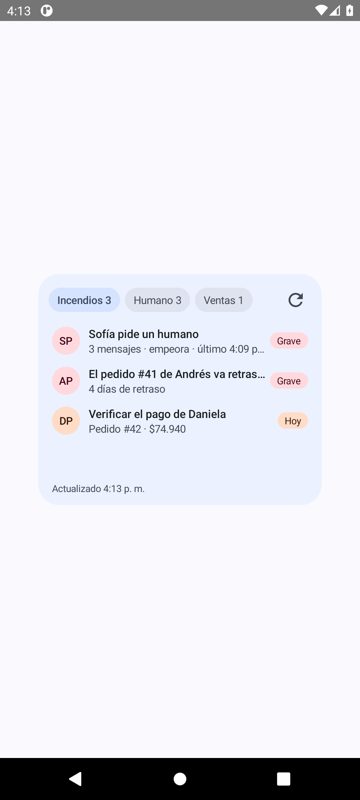 4:13
Incendios 3
Humano 3
Ventas 1
SP
Sofía pide un humano
3 mensajes · empeora · último 4:09 p...
Grave
AP
El pedido #41 de Andrés va retras...
4 días de retraso
Grave
DP
Verificar el pago de Daniela
Pedido #42 · $74.940
Hoy
Actualizado 4:13 p. m.